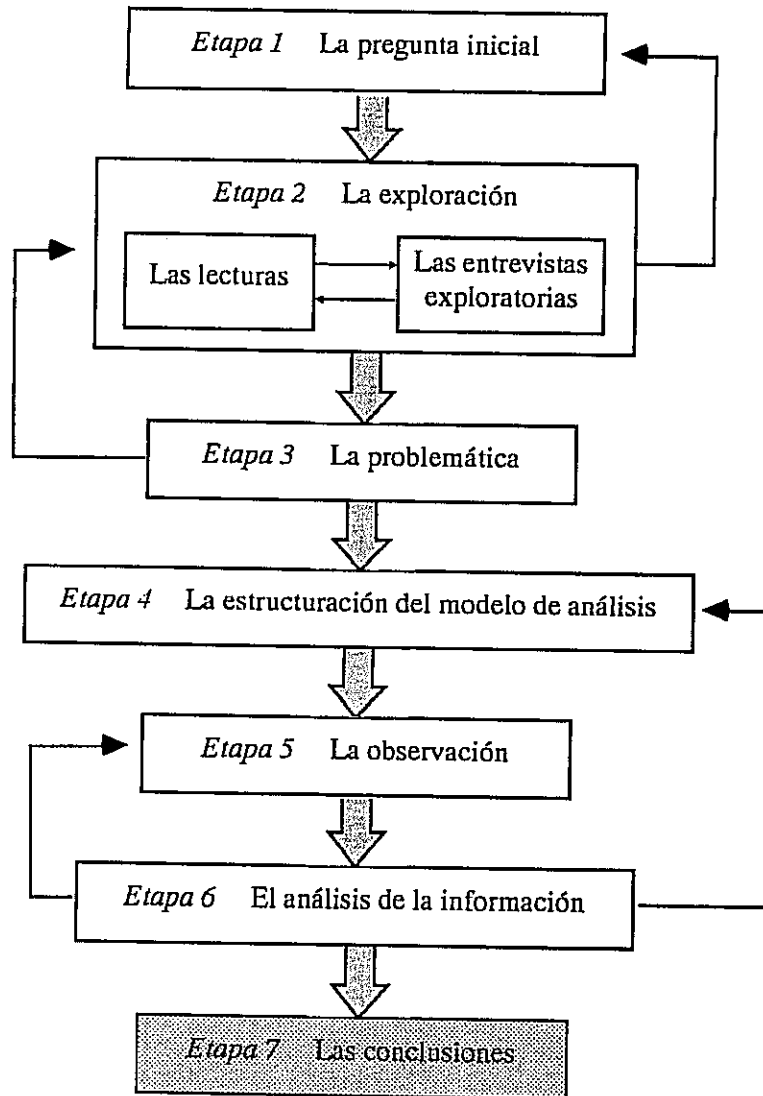 Etapa 1 La pregunta inicial
Etapa 2 La exploración
Las lecturas
Las entrevistas
exploratorias
Etapa 3 La problemática
Etapa 4 La estructuración del modelo de análisis
Etapa 5 La observación
Etapa 6 El análisis de la información
Etapa 7 Las conclusiones